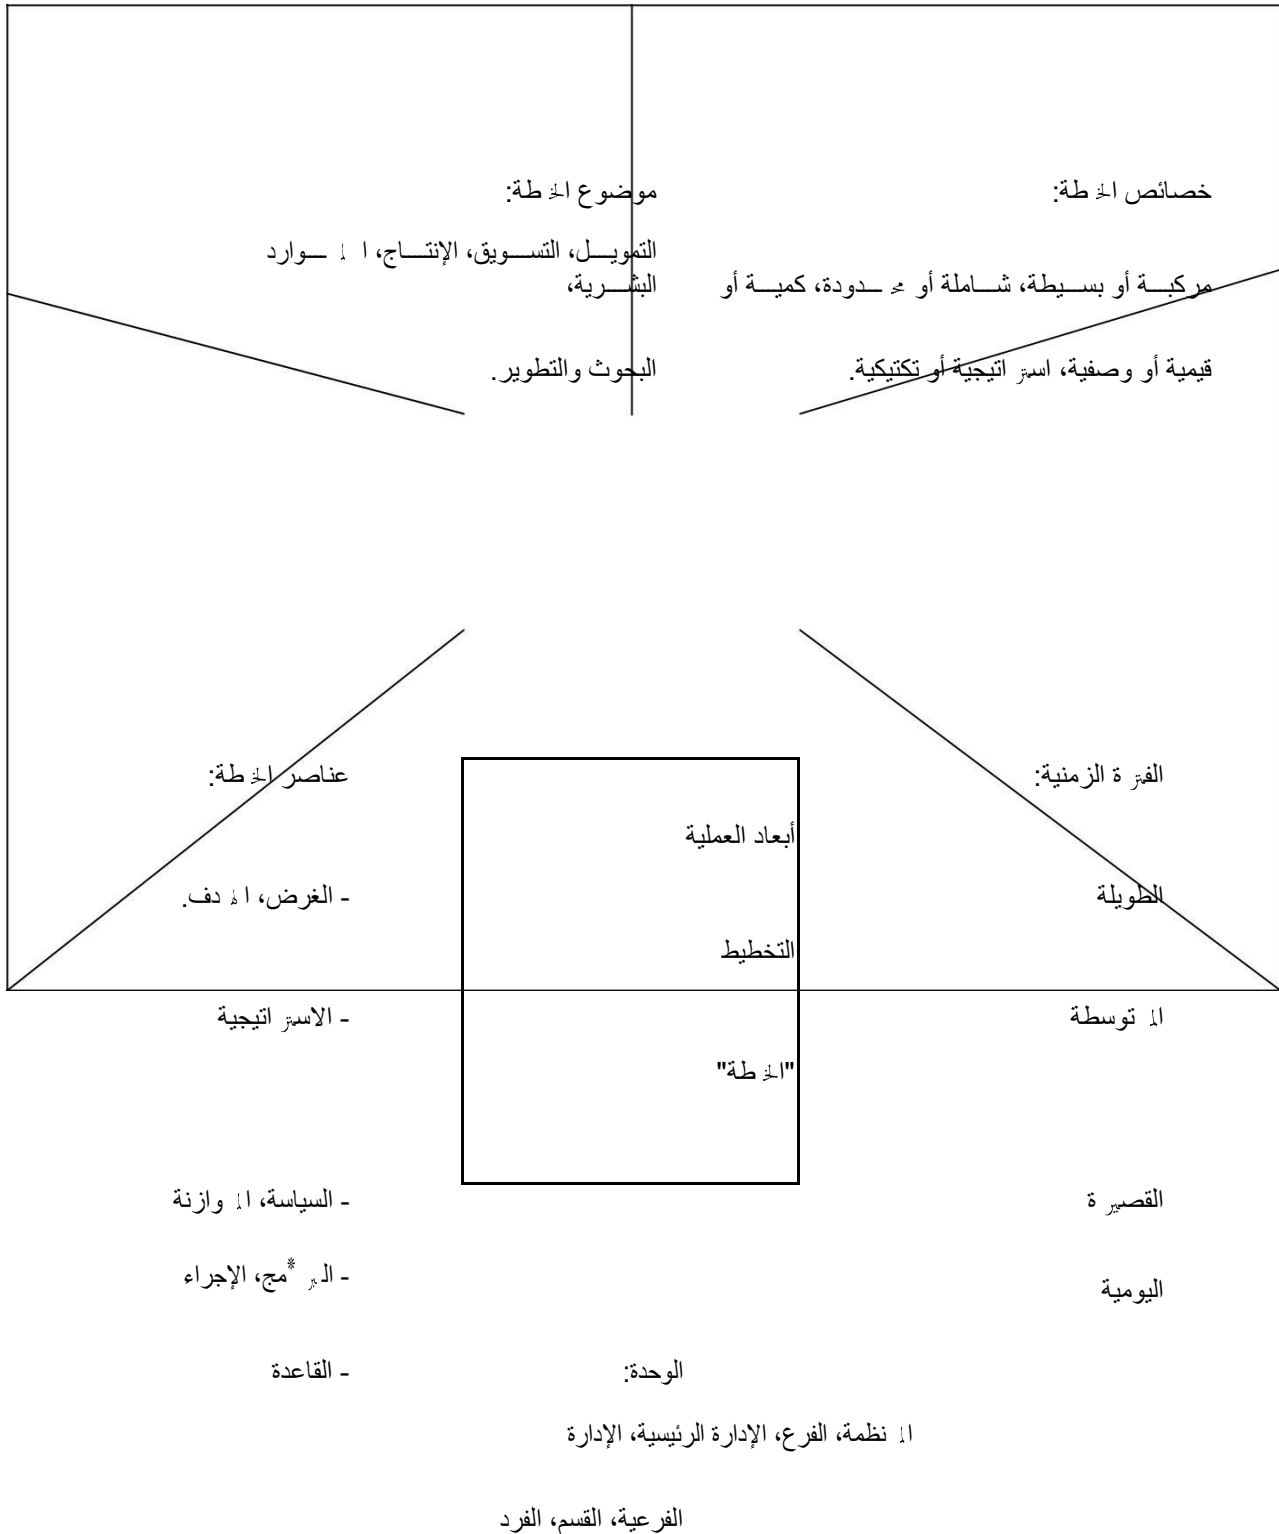 خصائص الخطة:
مركبة أو بسيطة، شاملة أو محدودة، كمية أو
قيمية أو وصفية، استراتيجية أو تكتيكية.
موضوع الخطة:
التمويل، التسويق، الإنتاج، الموارد
البشرية،
البحوث والتطوير.
الفترة الزمنية:
الطويلة
المتوسطة
القصيرة
اليومية
أبعاد العملية
التخطيط
"الخطة"
عناصر الخطة:
- الغرض، الهدف.
- الاستراتيجية
- السياسة، الموازنة
- البر*مج، الإجراء
- القاعدة
الوحدة:
المنظمة، الفرع، الإدارة الرئيسية، الإدارة
الفرعية، القسم، الفرد